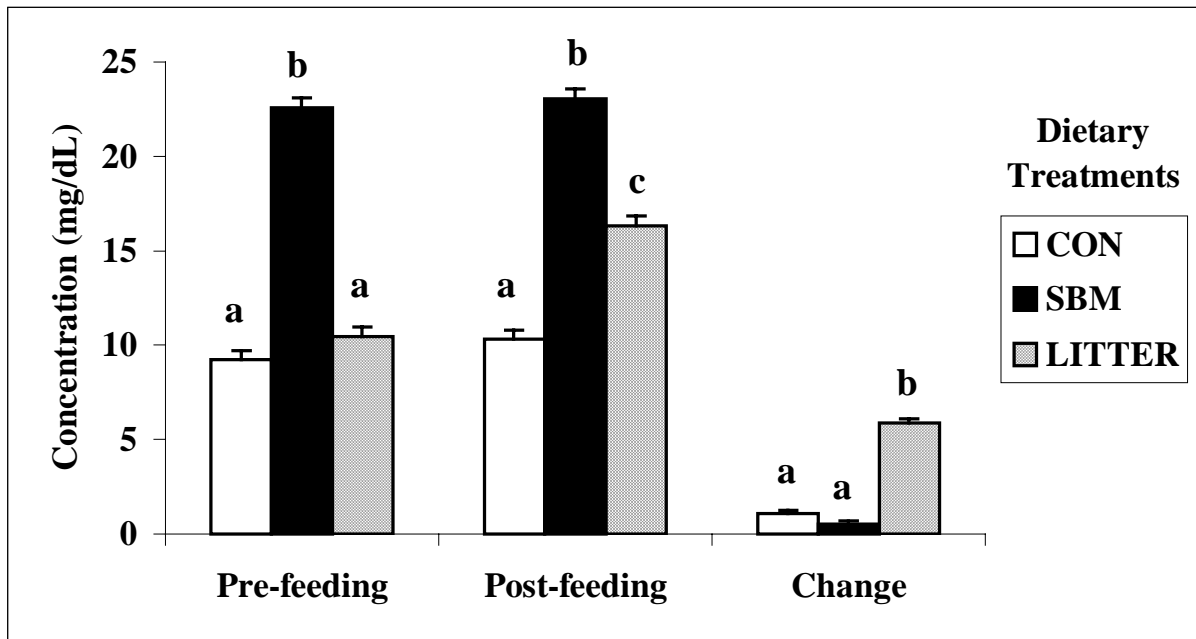 Concentration (mg/dL)
25
20
15
10
5
0
a
b
a
a
b
c
a
a
b
Pre-feeding
Post-feeding
Change
Dietary
Treatments
CON
SBM
LITTER